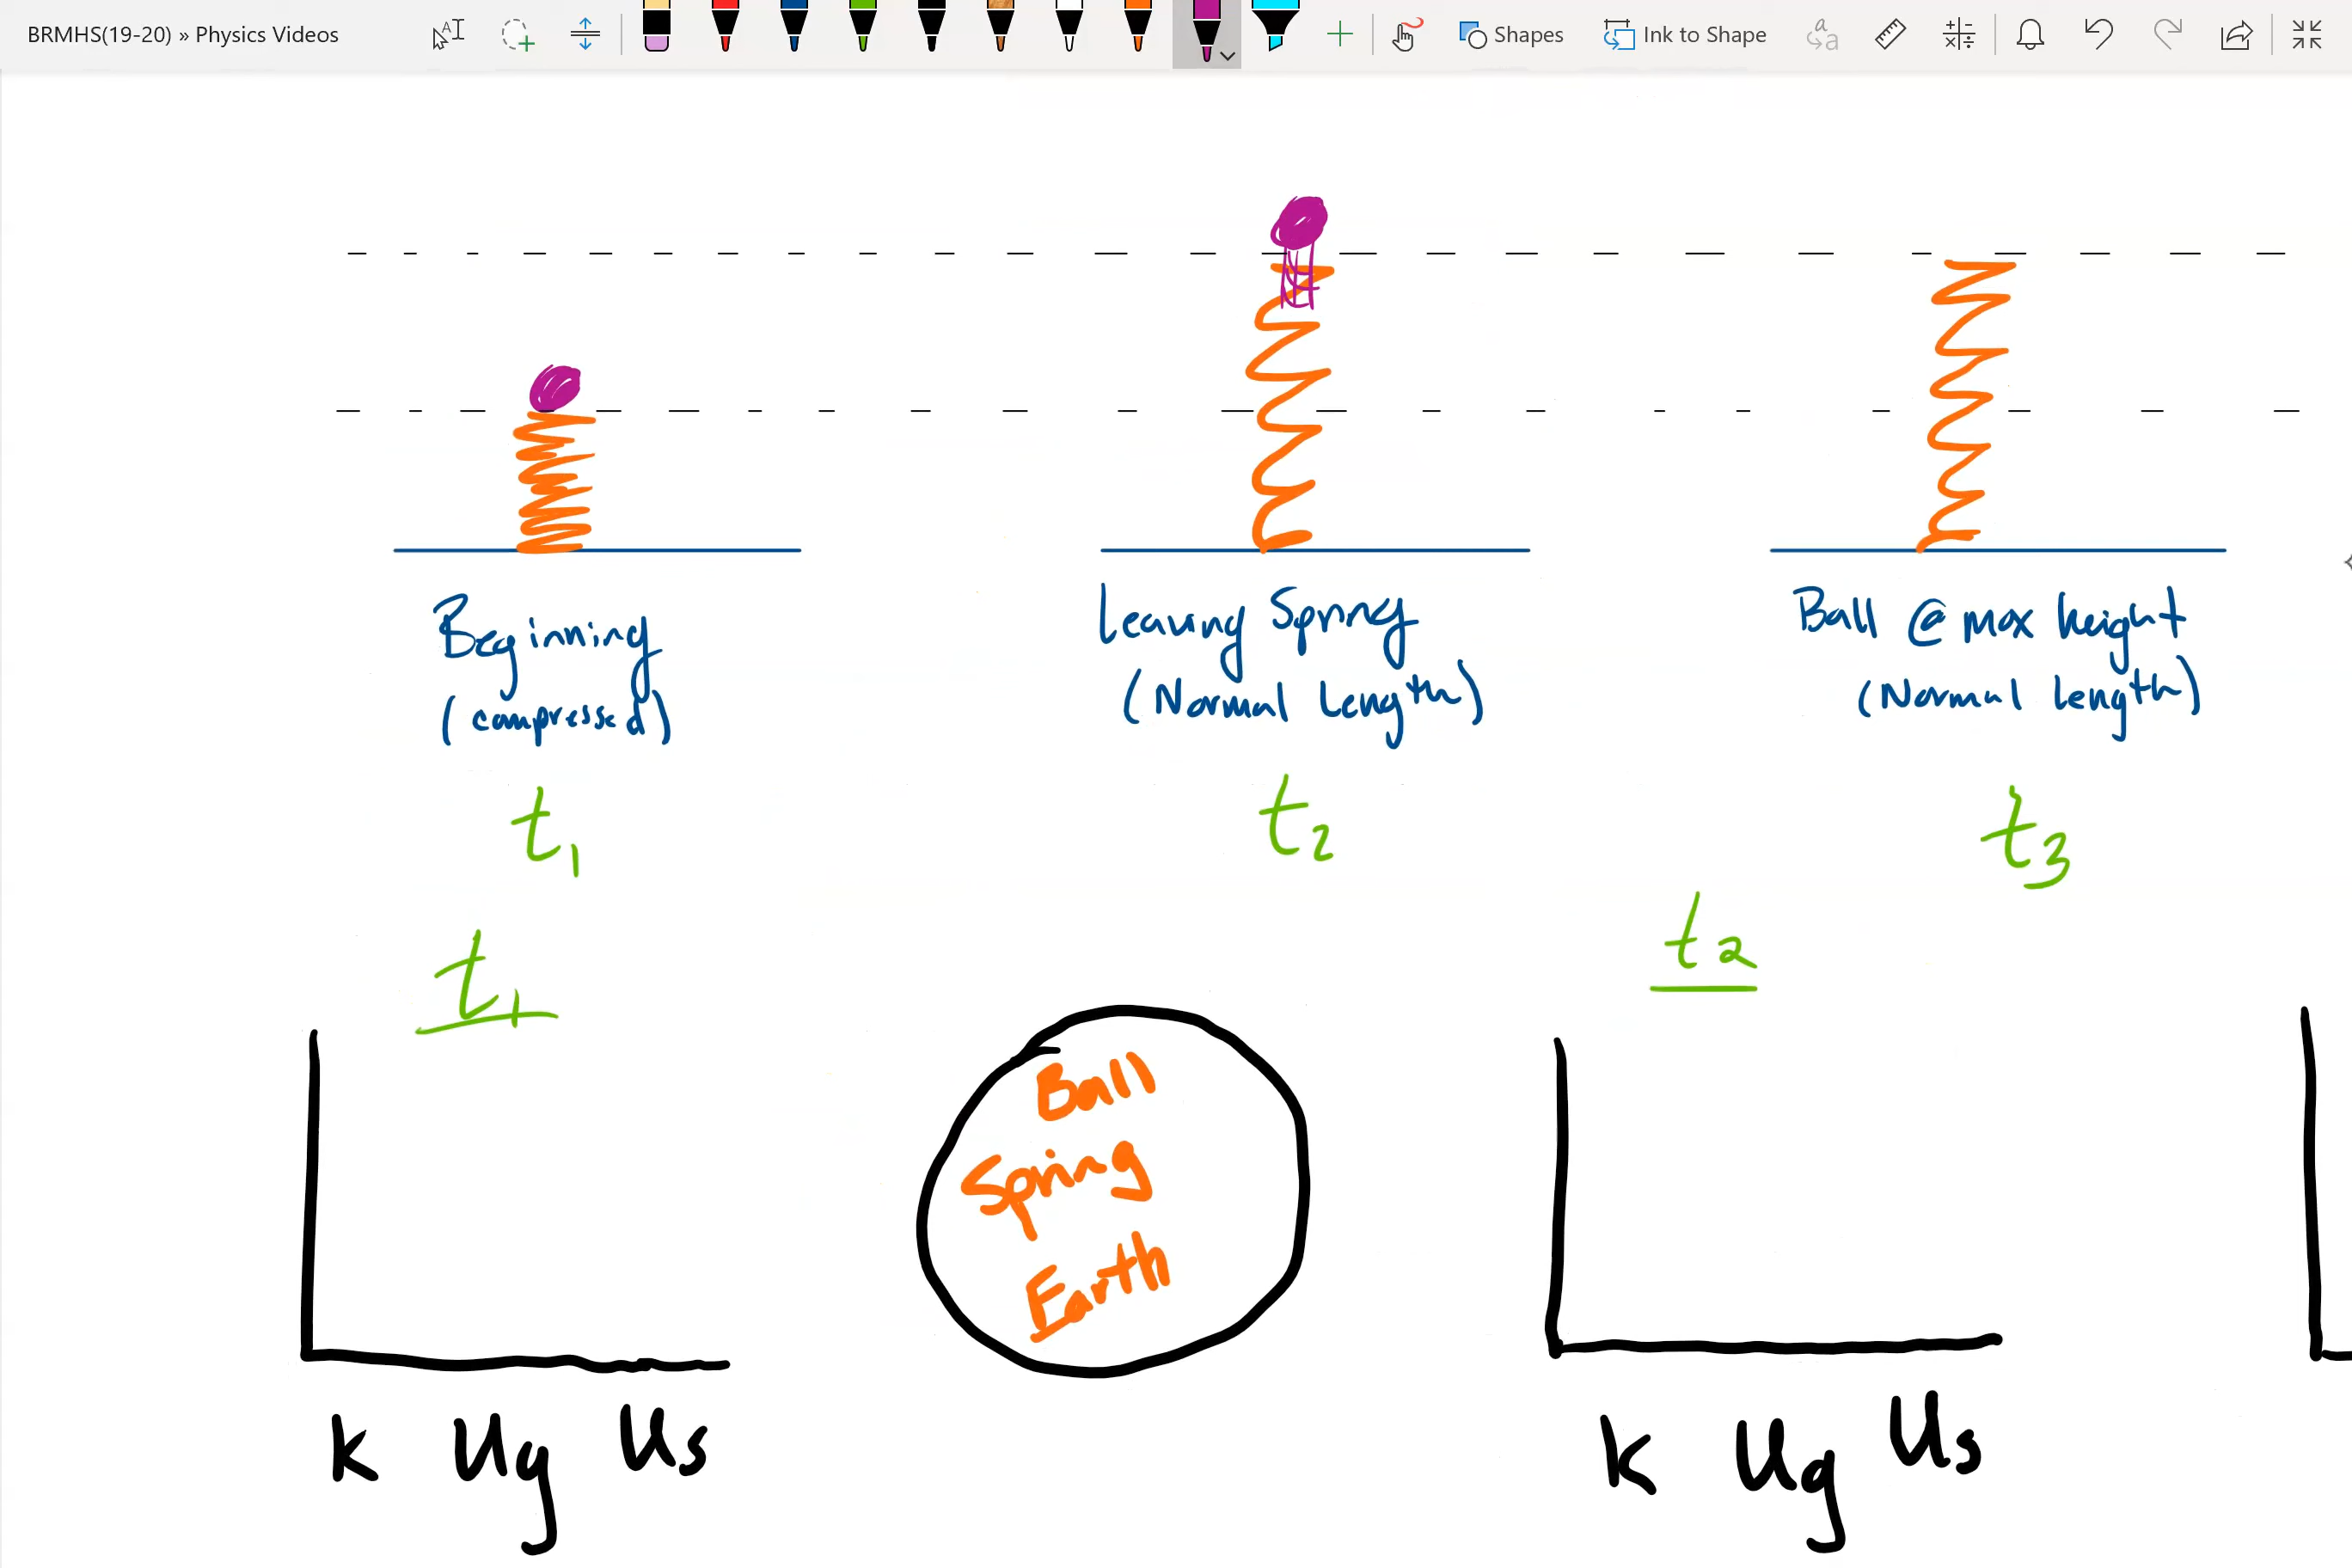 BRMHS(19-20) » Physics Videos
Shapes
Ink to Shape
Beginning
(compressed)
Leaving Spring
(Normal Length)
Ball @ max height
(Normal Length)
t1
t2
t3
t1
t2
Ball
Spring
Earth
K Ug Us
K Ug Us